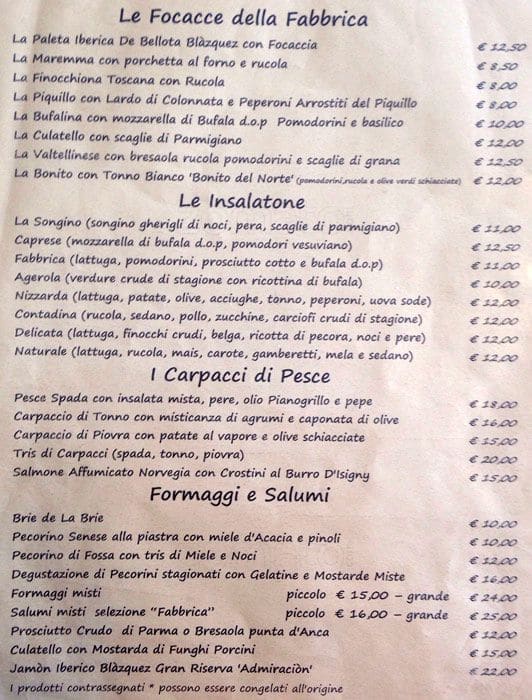 Le Focacce della Fabbrica
La Paleta Iberica De Bellota Blàzquez con Focaccia € 12,50
La Maremma con porchetta al forno e rucola € 8,50
La Finocchiona Toscana con Rucola € 8,00
La Piquillo con Lardo di Colonnata e Peperoni Arrostiti del Piquillo € 8,00
La Bufalina con mozzarella di Bufala d.o.p Pomodorini e basilico € 10,00
La Culatello con scaglie di Parmigiano € 12,00
La Valtellinese con bresaola rucola pomodorini e scaglie di grana € 12,50
La Bonito con Tonno Bianco 'Bonito del Norte' (pomodorini,rucola e olive verdi schiacciate) € 12,00
Le Insalatone
La Songino (songino gherigli di noci, pera, scaglie di parmigiano) € 11,00
Caprese (mozzarella di bufala d.o.p, pomodori vesuviano) € 12,50
Fabbrica (lattuga, pomodorini, prosciutto cotto e bufala d.o.p) € 11,00
Agerola (verdure crude di stagione con ricottina di bufala) € 10,00
Nizzarda (lattuga, patate, olive, acciughe, tonno, peperoni, uova sode) € 12,00
Contadina (rucola, sedano, pollo, zucchine, carciofi crudi di stagione) € 12,00
Delicata (lattuga, finocchi crudi, belga, ricotta di pecora, noci e pere) € 12,00
Naturale (lattuga, rucola, mais, carote, gamberetti, mela e sedano) € 12,00
I Carpacci di Pesce
Pesce Spada con insalata mista, pere, olio Pianogrillo e pepe € 18,00
Carpaccio di Tonno con misticanza di agrumi e caponata di olive € 16,00
Carpaccio di Piovra con patate al vapore e olive schiacciate € 15,00
Tris di Carpacci (spada, tonno, piovra) € 20,00
Salmone Affumicato Norvegia con Crostini al Burro D'Isigny € 15,00
Formaggi e Salumi
Brie de La Brie € 10,00
Pecorino Senese alla piastra con miele d'Acacia e pinoli € 10,00
Pecorino di Fossa con tris di Miele e Noci € 12,00
Degustazione di Pecorini stagionati con Gelatine e Mostarde Miste € 16,00
Formaggi misti piccolo € 15,00 – grande € 24,00
Salumi misti selezione "Fabbrica" piccolo € 16,00 – grande € 25,00
Prosciutto Crudo di Parma o Bresaola punta d'Anca € 12,00
Culatello con Mostarda di Funghi Porcini € 15,00
Jamòn Iberico Blàzquez Gran Riserva 'Admiraciòn' € 22,00
I prodotti contrassegnati * possono essere congelati all'origine